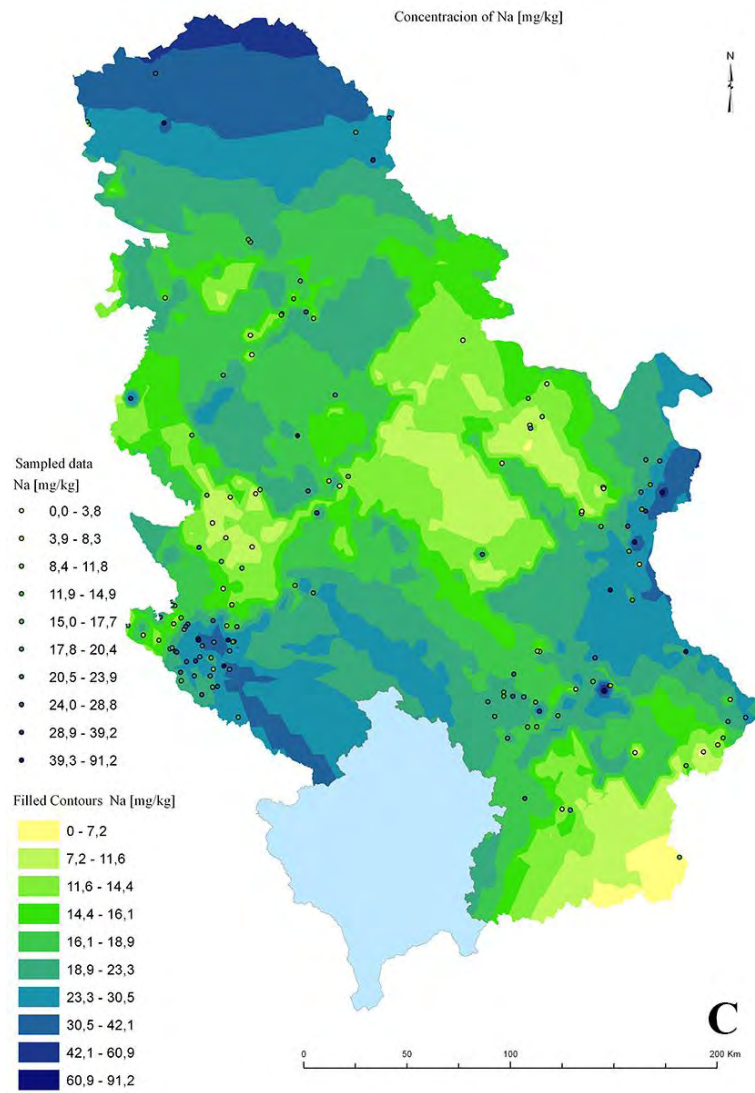 Concentracion of Na [mg/kg]
N
Sampled data
Na [mg/kg]
0,0 - 3,8
3,9 - 8,3
8,4 - 11,8
11,9 - 14,9
15,0 - 17,7
17,8 - 20,4
20,5 - 23,9
24,0 - 28,8
28,9 - 39,2
39,3 - 91,2
Filled Contours Na [mg/kg]
0 - 7,2
7,2 - 11,6
11,6 - 14,4
14,4 - 16,1
16,1 - 18,9
18,9 - 23,3
23,3 - 30,5
30,5 - 42,1
42,1 - 60,9
60,9 - 91,2
C
0 50 100 200 Km